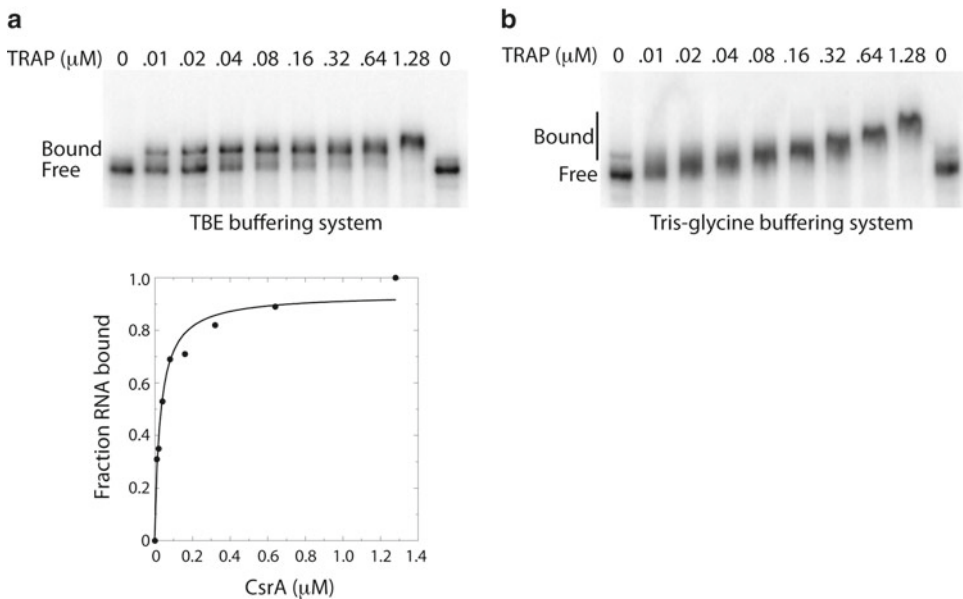 a
TRAP (μM) 0 .01 .02 .04 .08 .16 .32 .64 1.28 0
Bound
Free
TBE buffering system
b
TRAP (μM) 0 .01 .02 .04 .08 .16 .32 .64 1.28 0
Bound
Free
Tris-glycine buffering system
Fraction RNA bound
1.0
0.8
0.6
0.4
0.2
0
0 0.2 0.4 0.6 0.8 1.0 1.2 1.4
CsrA (μM)